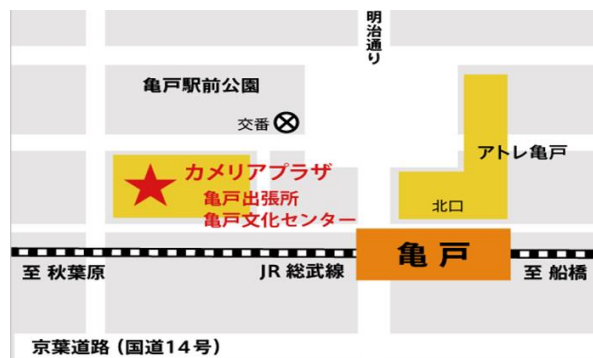 明治通り
亀戸駅前公園
交番
アトレ亀戸
カメリアプラザ
亀戸出張所
亀戸文化センター
北口
亀戸
至 秋葉原
JR 総武線
至 船橋
京葉道路（国道14号）